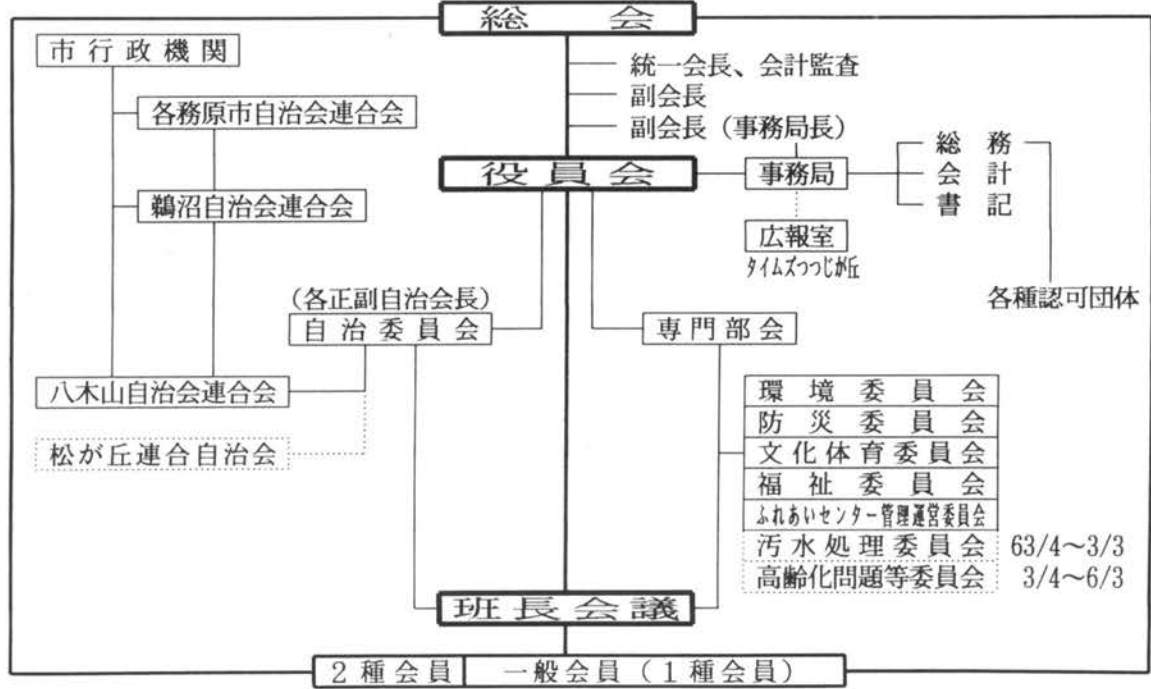 総会
市行政機関
統一会長、会計監査
副会長
各務原市自治会連合会
副会長（事務局長）
総務
役員会
事務局
会計
鵜沼自治会連合会
書記
広報室
タイムズつつじが丘
各種認可団体
(各正副自治会長)
自治委員会
専門部会
八木山自治会連合会
環境委員会
防災委員会
松が丘連合自治会
文化体育委員会
福祉委員会
ふれあいセンター管理運営委員会
汚水処理委員会 63/4～3/3
高齢化問題等委員会 3/4～6/3
班長会議
2種会員 一般会員（1種会員）